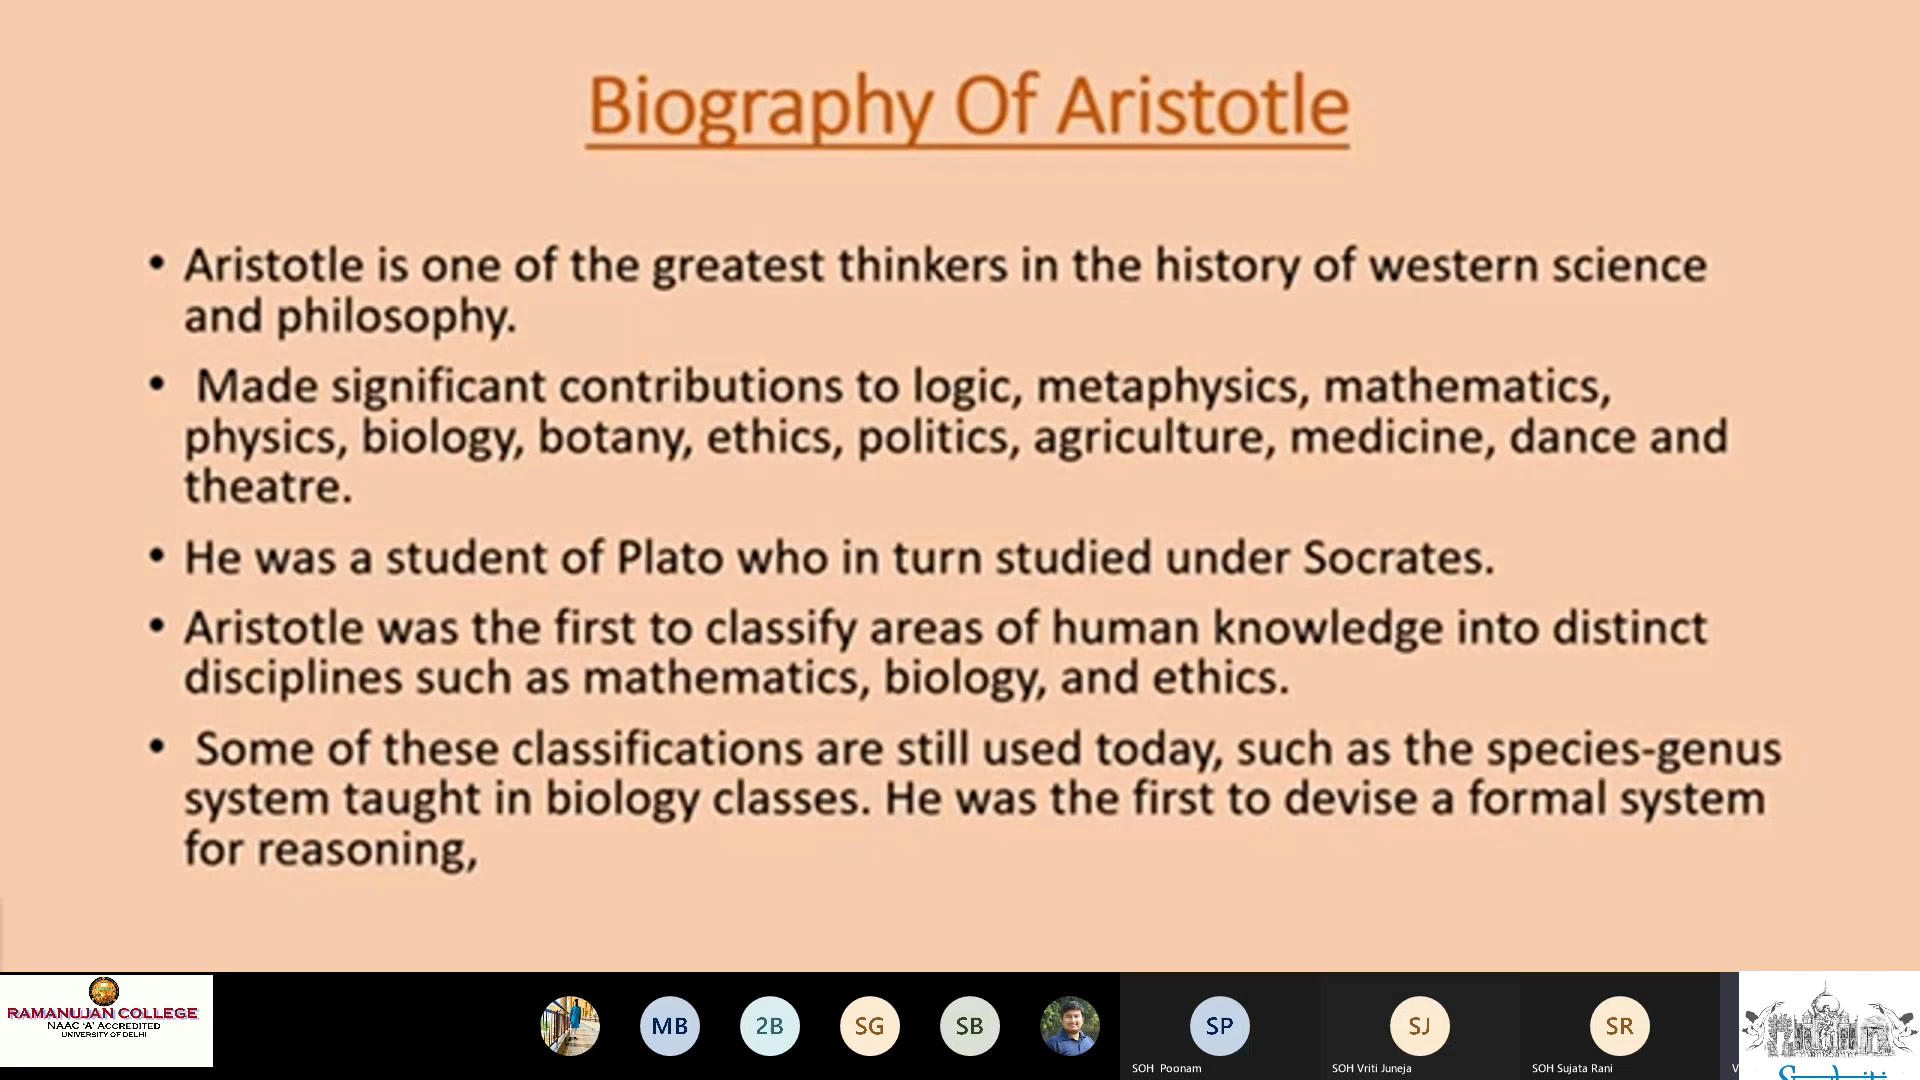 Biography Of Aristotle
• Aristotle is one of the greatest thinkers in the history of western science
and philosophy.
• Made significant contributions to logic, metaphysics, mathematics,
physics, biology, botany, ethics, politics, agriculture, medicine, dance and
theatre.
• He was a student of Plato who in turn studied under Socrates.
• Aristotle was the first to classify areas of human knowledge into distinct
disciplines such as mathematics, biology, and ethics.
• Some of these classifications are still used today, such as the species-genus
system taught in biology classes. He was the first to devise a formal system
for reasoning,
RAMANUJAN COLLEGE
NAAC 'A' ACCREDITED
UNIVERSITY OF DELHI
MB
2B
SG
SB
SP
SJ
SR
SOH Poonam
SOH Vriti Juneja
SOH Sujata Rani
V